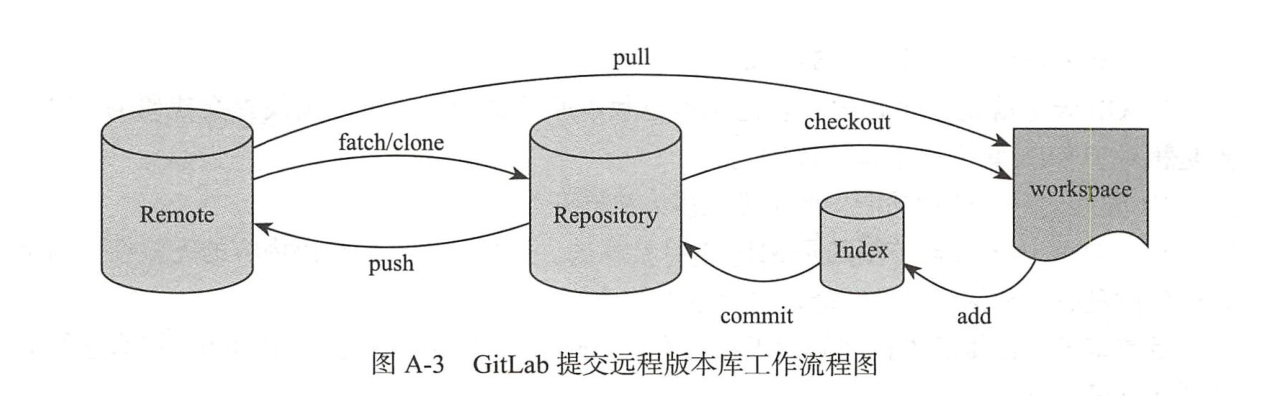 pull
checkout
fatch/clone
workspace
Remote
Repository
Index
push
commit
add
图 A-3 GitLab 提交远程版本库工作流程图